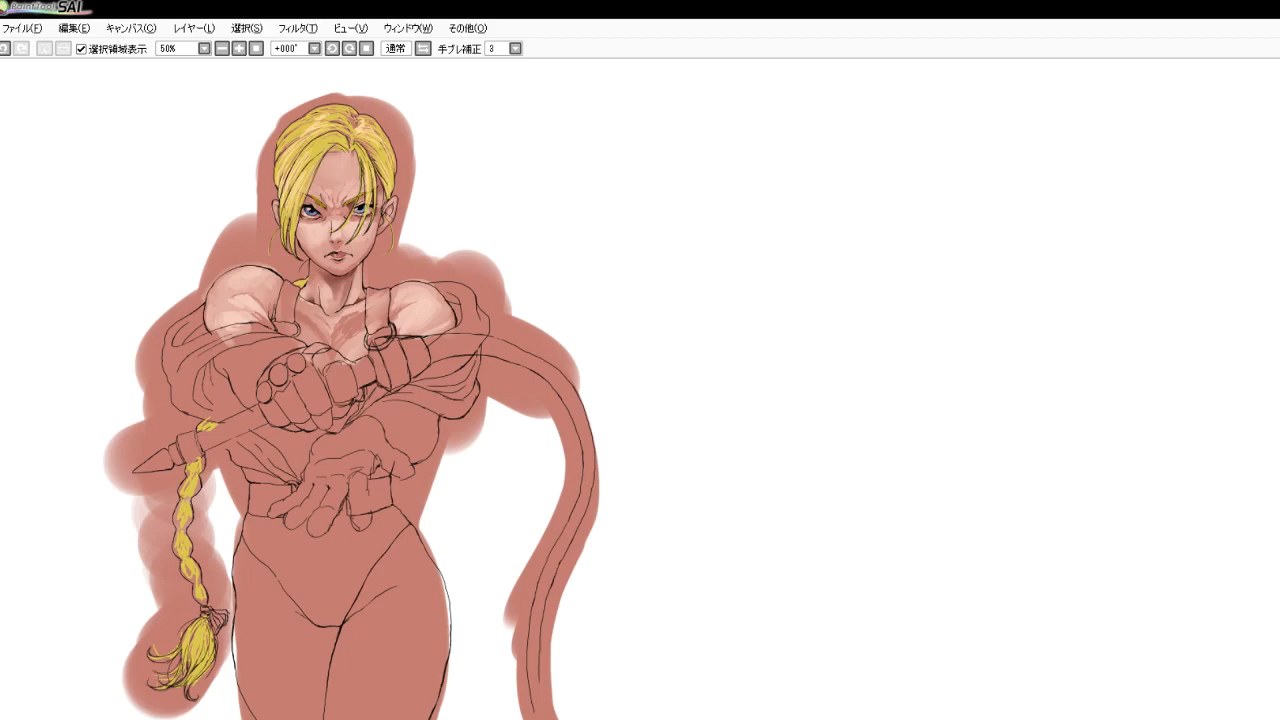 PaintTool SAI
ファイル(F) 編集(E) キャンバス(C) レイヤー(L) 選択(S) フィルタ(T) ビュー(V) ウィンドウ(W) その他(O)
選択領域表示 50% +000° 通常 手ブレ補正 3